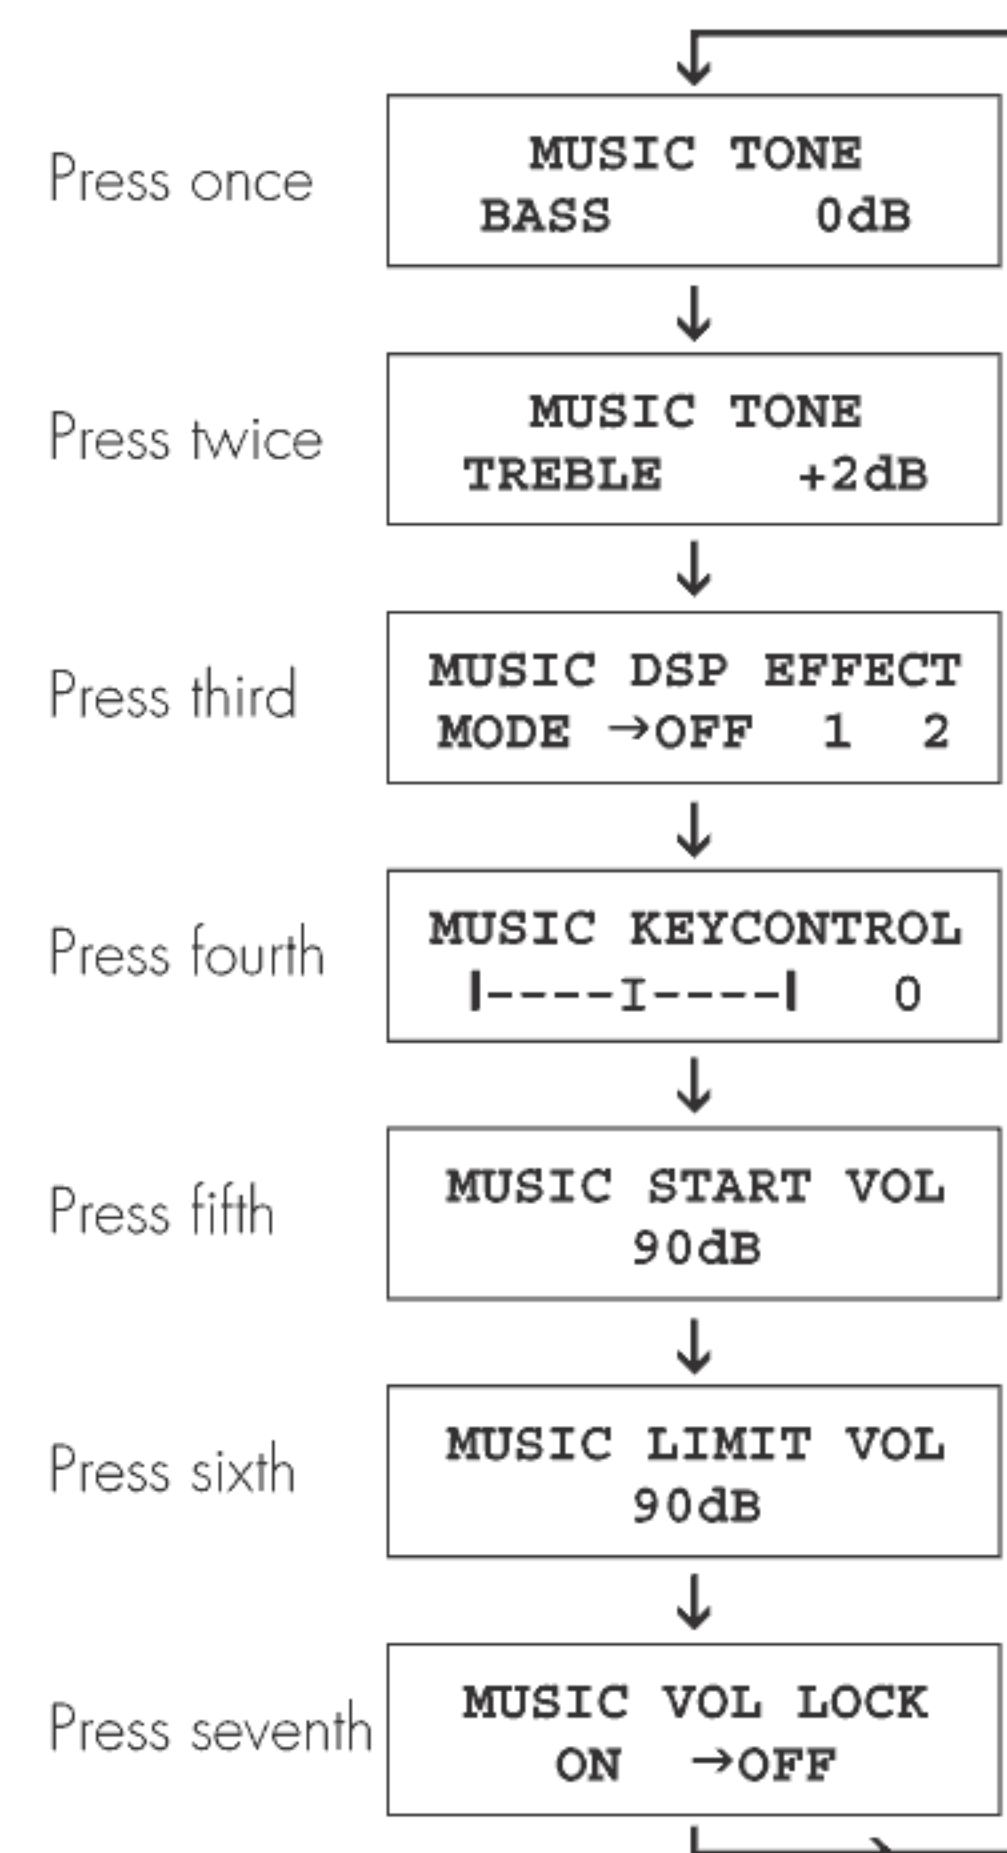 Press once
MUSIC TONE
BASS 0dB
Press twice
MUSIC TONE
TREBLE +2dB
Press third
MUSIC DSP EFFECT
MODE →OFF 1 2
Press fourth
MUSIC KEYCONTROL
|----I----| 0
Press fifth
MUSIC START VOL
90dB
Press sixth
MUSIC LIMIT VOL
90dB
Press seventh
MUSIC VOL LOCK
ON →OFF